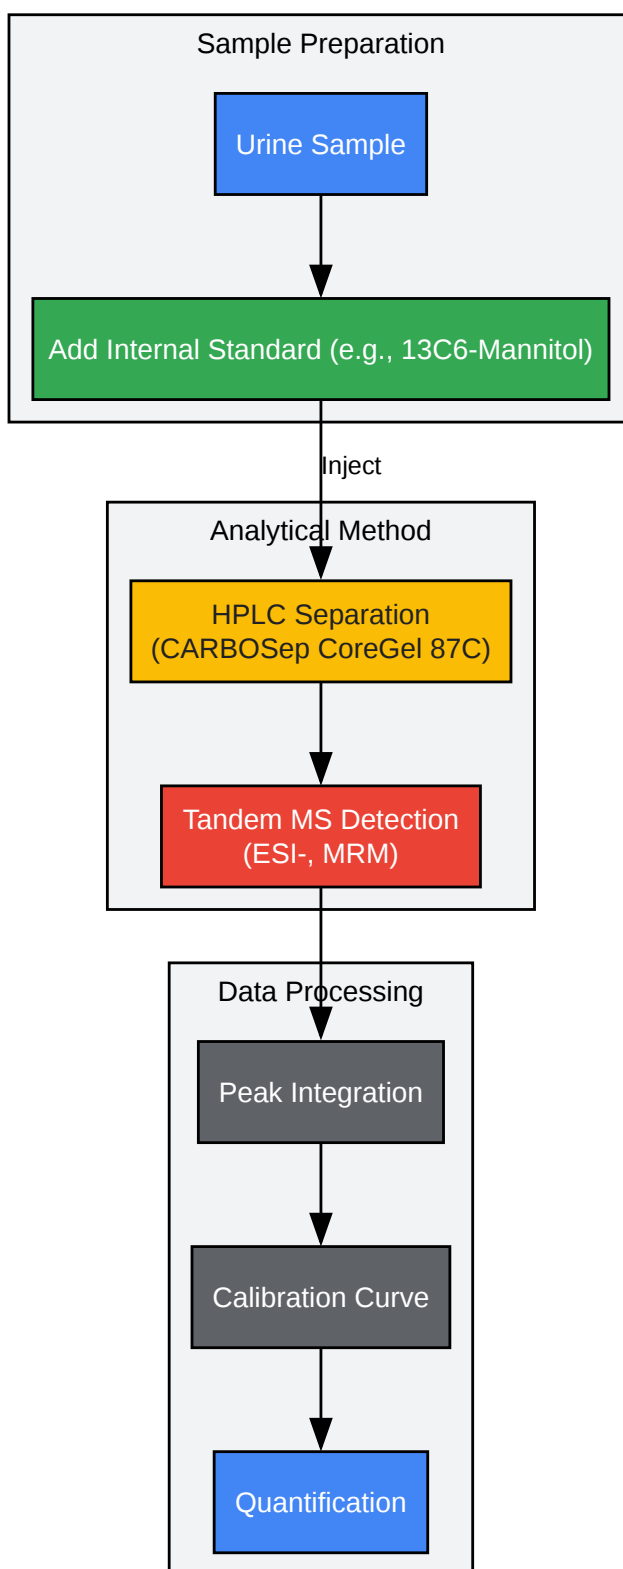 Sample Preparation
Urine Sample
Add Internal Standard (e.g., 13C6-Mannitol)
Inject
Analytical Method
HPLC Separation
(CARBOSep CoreGel 87C)
Tandem MS Detection
(ESI-, MRM)
Data Processing
Peak Integration
Calibration Curve
Quantification